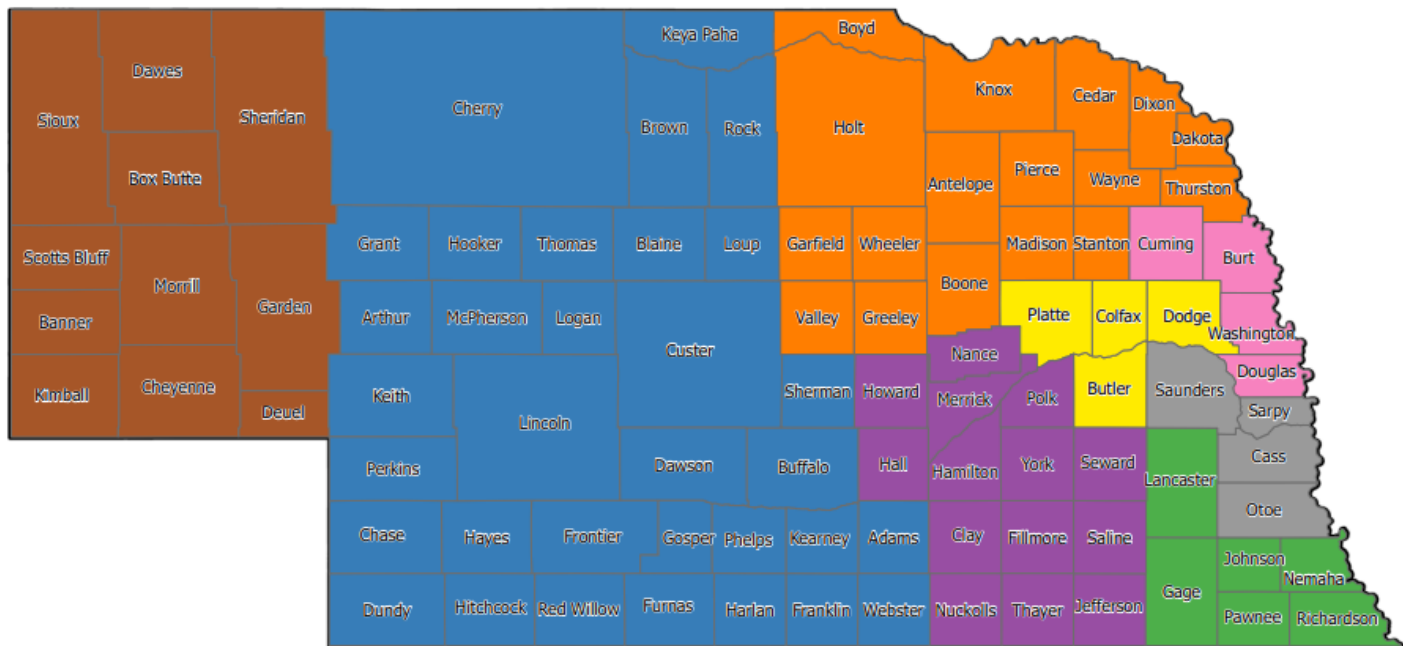 Keya Paha
Boyd
Dawes
Knox
Cedar
Dixon
Sioux
Sheridan
Cherry
Brown
Rock
Holt
Dakota
Box Butte
Antelope
Pierce
Wayne
Thurston
Scotts Bluff
Grant
Hooker
Thomas
Blaine
Loup
Garfield
Wheeler
Madison
Stanton
Cuming
Burt
Morrill
Garden
Boone
Banner
Arthur
McPherson
Logan
Valley
Greeley
Platte
Colfax
Dodge
Washington
Custer
Nance
Kimball
Cheyenne
Deuel
Keith
Lincoln
Sherman
Howard
Merrick
Polk
Butler
Saunders
Douglas
Sarpy
Perkins
Dawson
Buffalo
Hall
Hamilton
York
Seward
Lancaster
Cass
Otoe
Chase
Hayes
Frontier
Gosper
Phelps
Kearney
Adams
Clay
Fillmore
Saline
Johnson
Nemaha
Dundy
Hitchcock
Red Willow
Furnas
Harlan
Franklin
Webster
Nuckolls
Thayer
Jefferson
Gage
Pawnee
Richardson